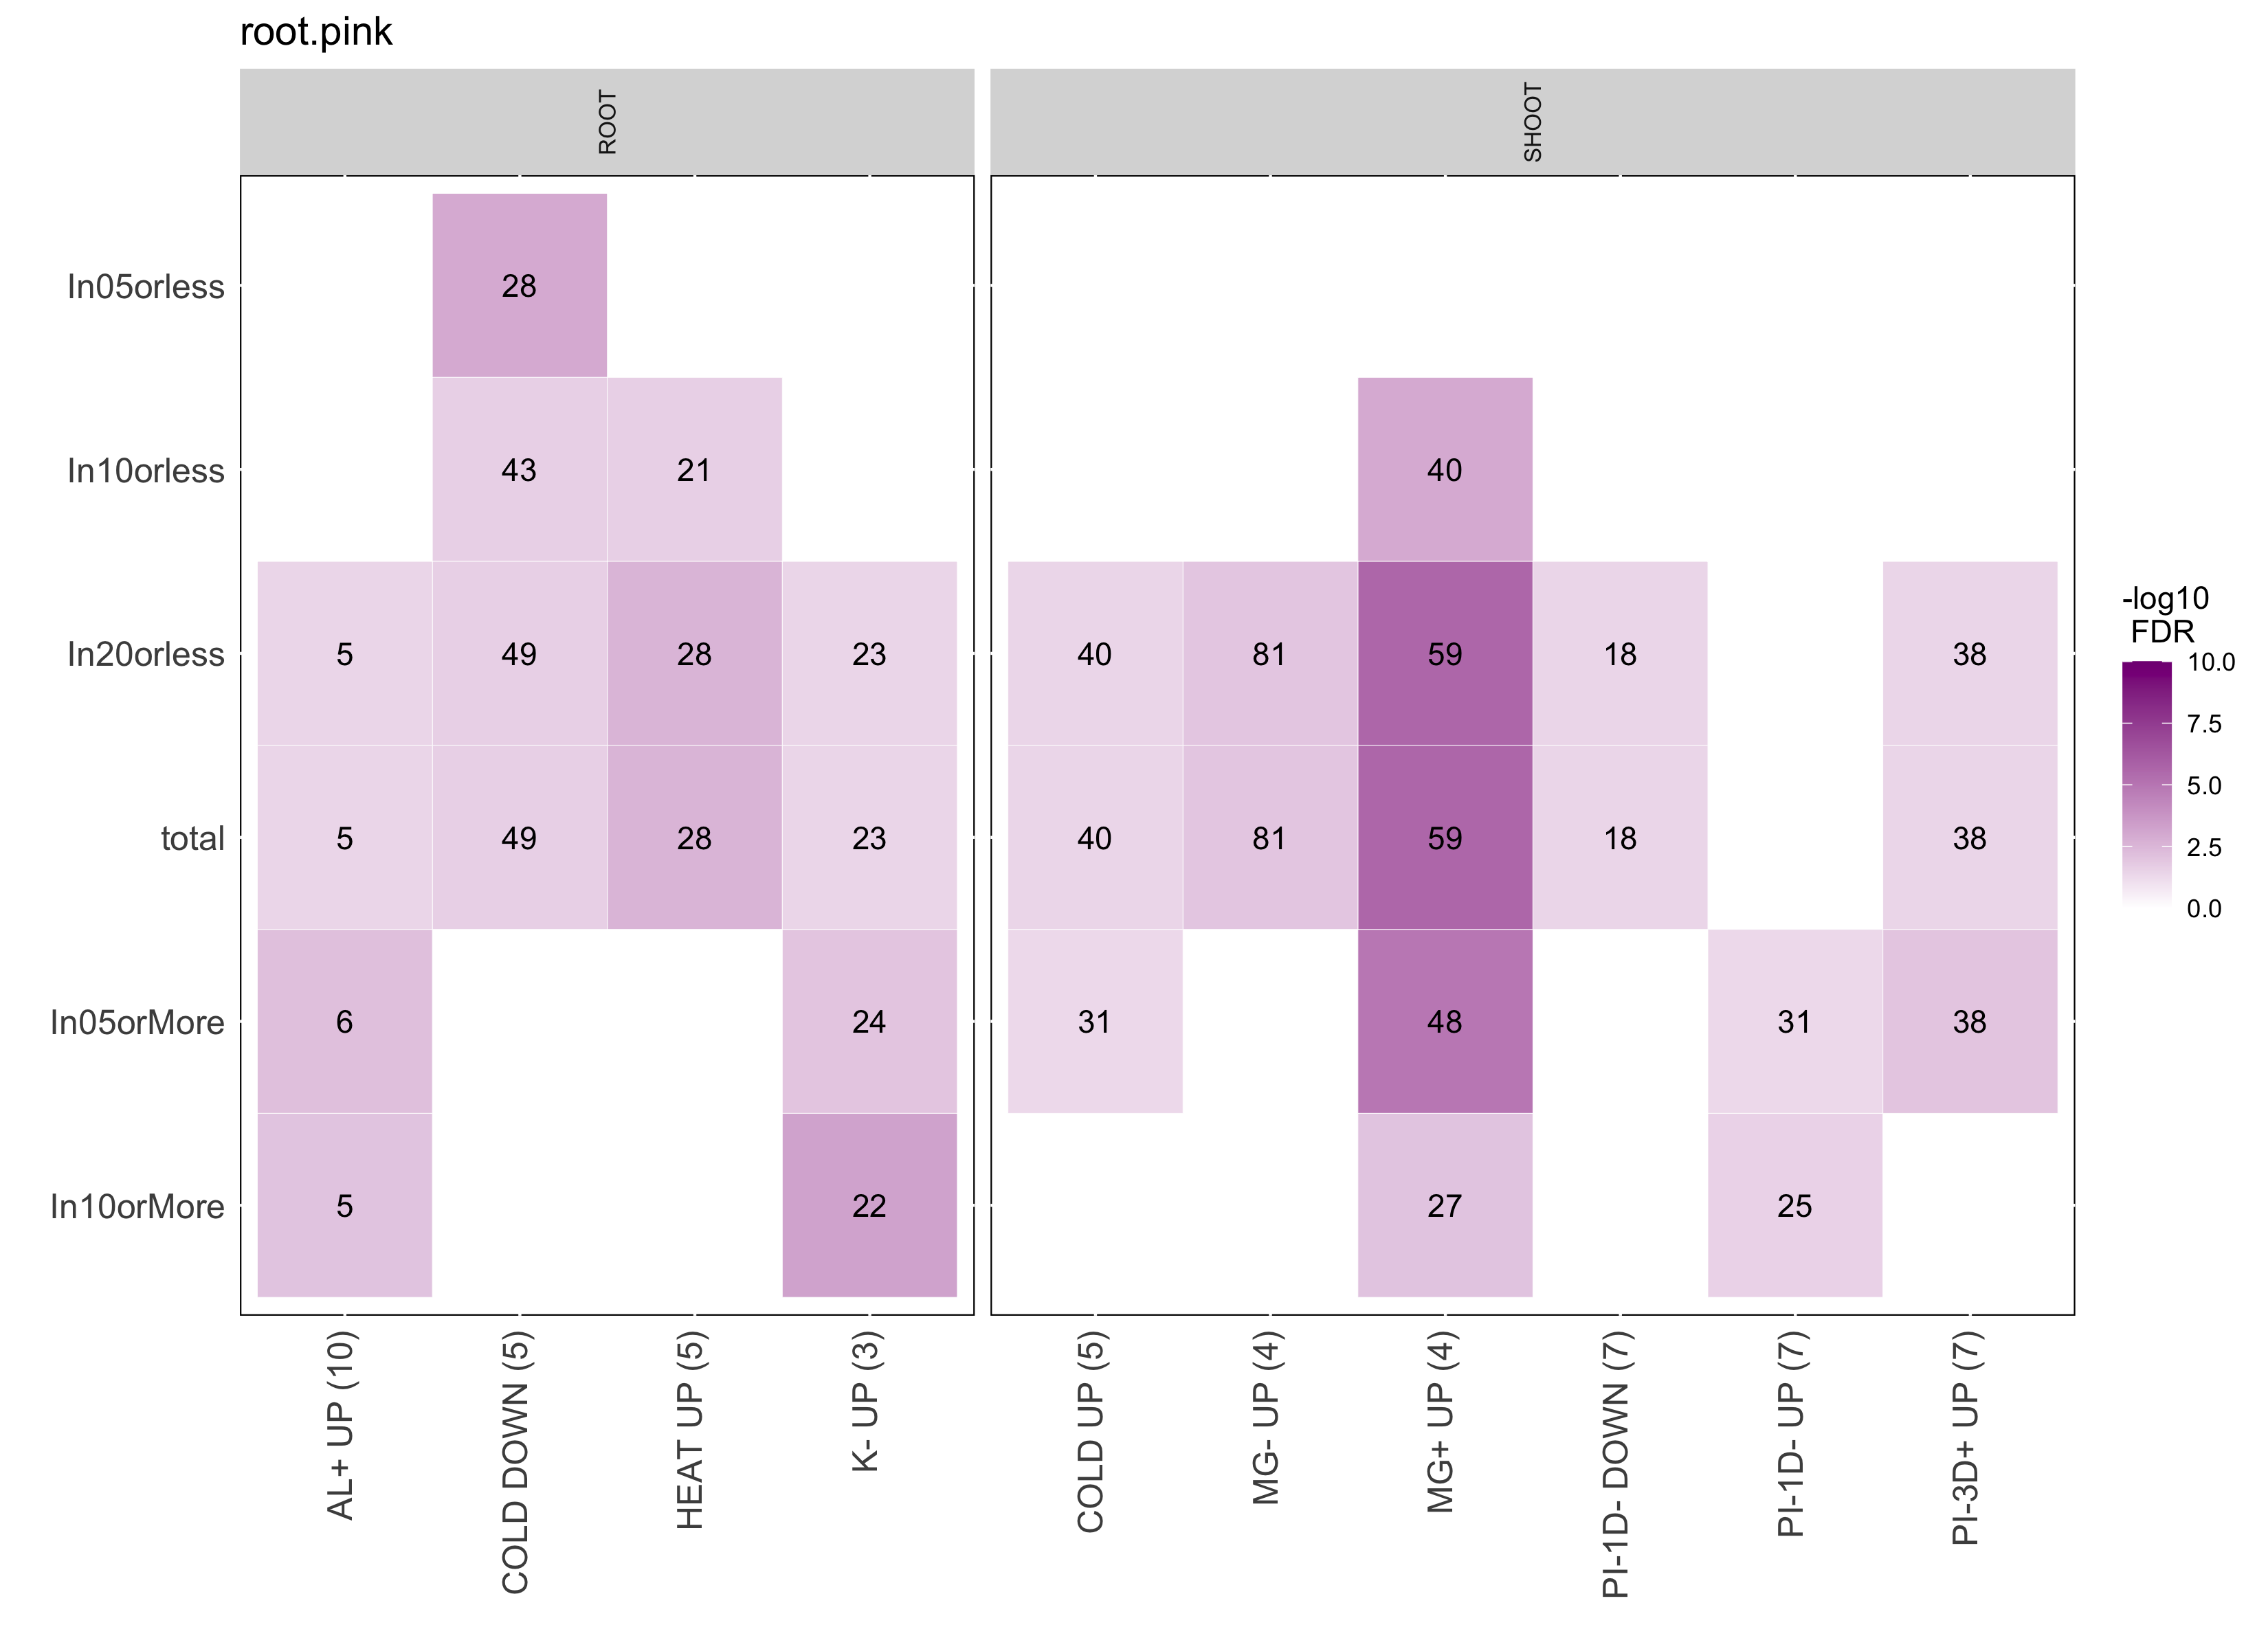 root.pink
ROOT SHOOT
In05orless 28
In10orless 43 21 40
In20orless 5 49 28 23 40 81 59 18 38
total 5 49 28 23 40 81 59 18 38
In05orMore 6 24 31 48 31 38
In10orMore 5 22 27 25
AL+ UP (10) COLD DOWN (5) HEAT UP (5) K- UP (3) COLD UP (5) MG- UP (4) MG+ UP (4) PI-1D- DOWN (7) PI-1D- UP (7) PI-3D+ UP (7)
-log10
FDR
10.0
7.5
5.0
2.5
0.0